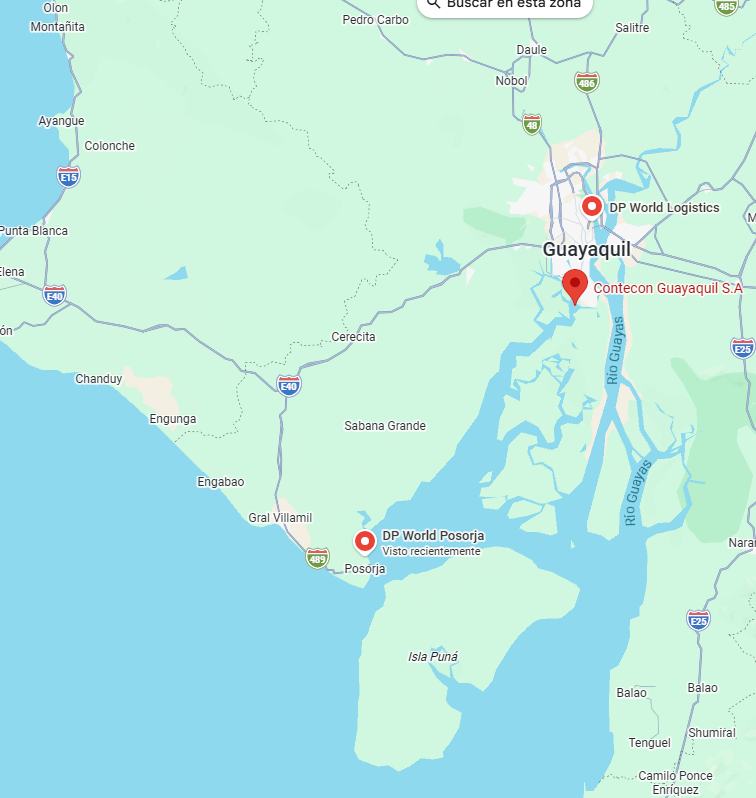 Buscar en esta zona
485
Olon
Montañita
Pedro Carbo
Salitre
Daule
Nobol
486
48
Ayangue
Colonche
E15
DP World Logistics
Punta Blanca
Guayaquil
Elena
E40
Contecon Guayaquil S.A
Cerecita
Río Guayas
E25
Chanduy
E40
Engunga
Sabana Grande
Engabao
Río Guayas
Gral Villamil
DP World Posorja
Visto recientemente
489
Posorja
Naran
E25
Isla Puná
Balao
Balao
Shumiral
Tenguel
Camilo Ponce
Enríquez